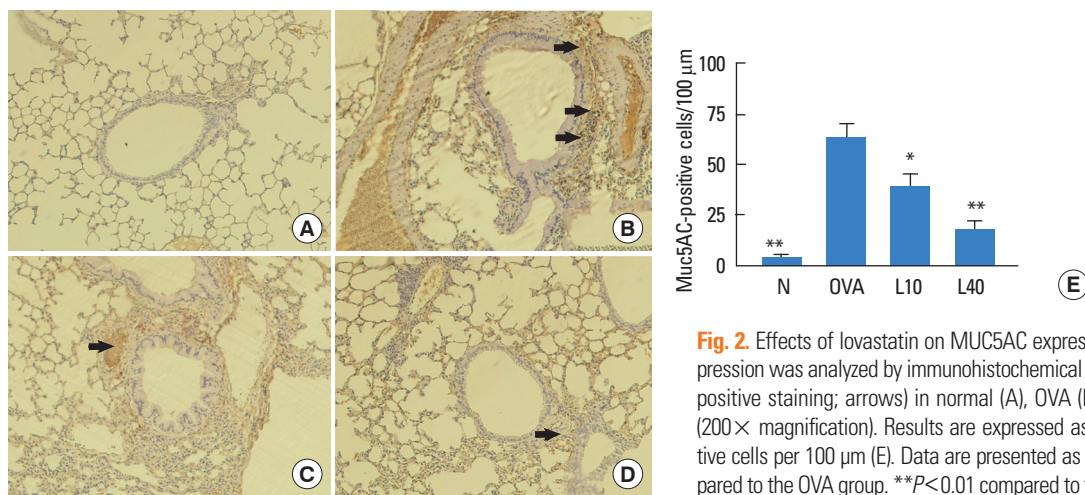 A
B
C
D
Muc5AC-positive cells/100 μm
100
75
50
25
0
**
*
**
N OVA L10 L40
E
Fig. 2. Effects of lovastatin on MUC5AC expres
pression was analyzed by immunohistochemical
positive staining; arrows) in normal (A), OVA (
(200× magnification). Results are expressed as
tive cells per 100 μm (E). Data are presented as
pared to the OVA group. **P<0.01 compared to